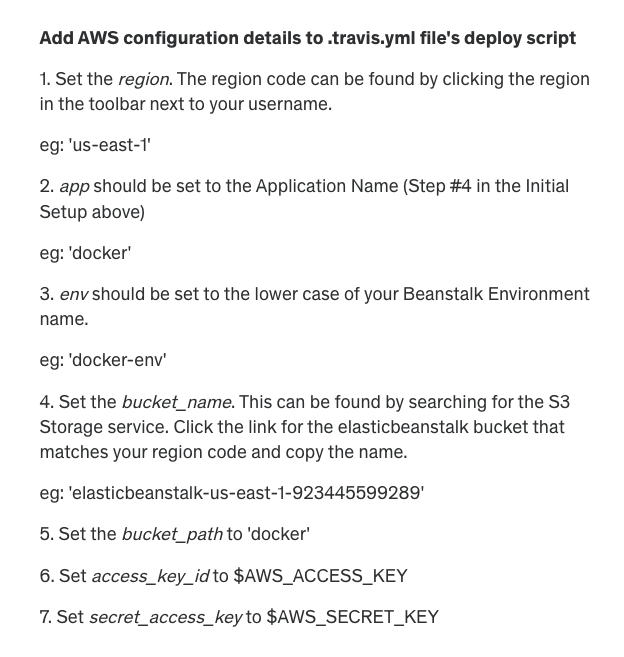 Add AWS configuration details to .travis.yml file's deploy script
1. Set the region. The region code can be found by clicking the region
in the toolbar next to your username.
eg: 'us-east-1'
2. app should be set to the Application Name (Step #4 in the Initial
Setup above)
eg: 'docker'
3. env should be set to the lower case of your Beanstalk Environment
name.
eg: 'docker-env'
4. Set the bucket_name. This can be found by searching for the S3
Storage service. Click the link for the elasticbeanstalk bucket that
matches your region code and copy the name.
eg: 'elasticbeanstalk-us-east-1-923445599289'
5. Set the bucket_path to 'docker'
6. Set access_key_id to $AWS_ACCESS_KEY
7. Set secret_access_key to $AWS_SECRET_KEY